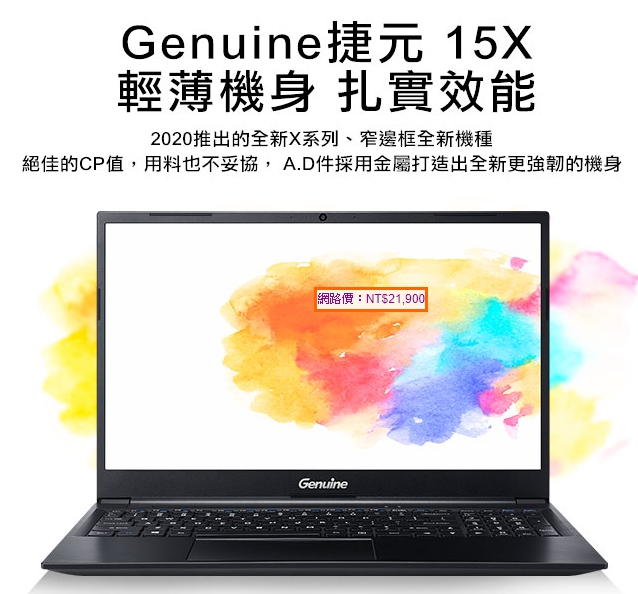 Genuine捷元 15X
輕薄機身 扎實效能
2020推出的全新X系列、窄邊框全新機種
絕佳的CP值，用料也不妥協， A.D件採用金屬打造出全新更強韌的機身
網路價：NT$21,900
Genuine